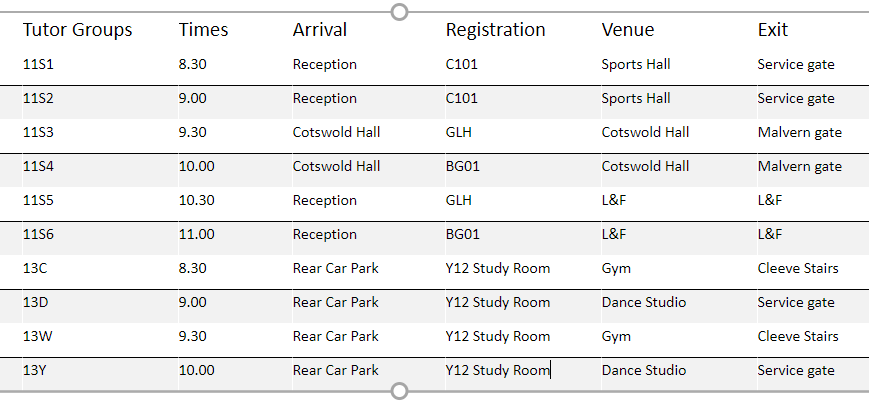 Tutor Groups Times Arrival Registration Venue Exit
11S1 8.30 Reception C101 Sports Hall Service gate
11S2 9.00 Reception C101 Sports Hall Service gate
11S3 9.30 Cotswold Hall GLH Cotswold Hall Malvern gate
11S4 10.00 Cotswold Hall BG01 Cotswold Hall Malvern gate
11S5 10.30 Reception GLH L&F L&F
11S6 11.00 Reception BG01 L&F L&F
13C 8.30 Rear Car Park Y12 Study Room Gym Cleeve Stairs
13D 9.00 Rear Car Park Y12 Study Room Dance Studio Service gate
13W 9.30 Rear Car Park Y12 Study Room Gym Cleeve Stairs
13Y 10.00 Rear Car Park Y12 Study Room Dance Studio Service gate